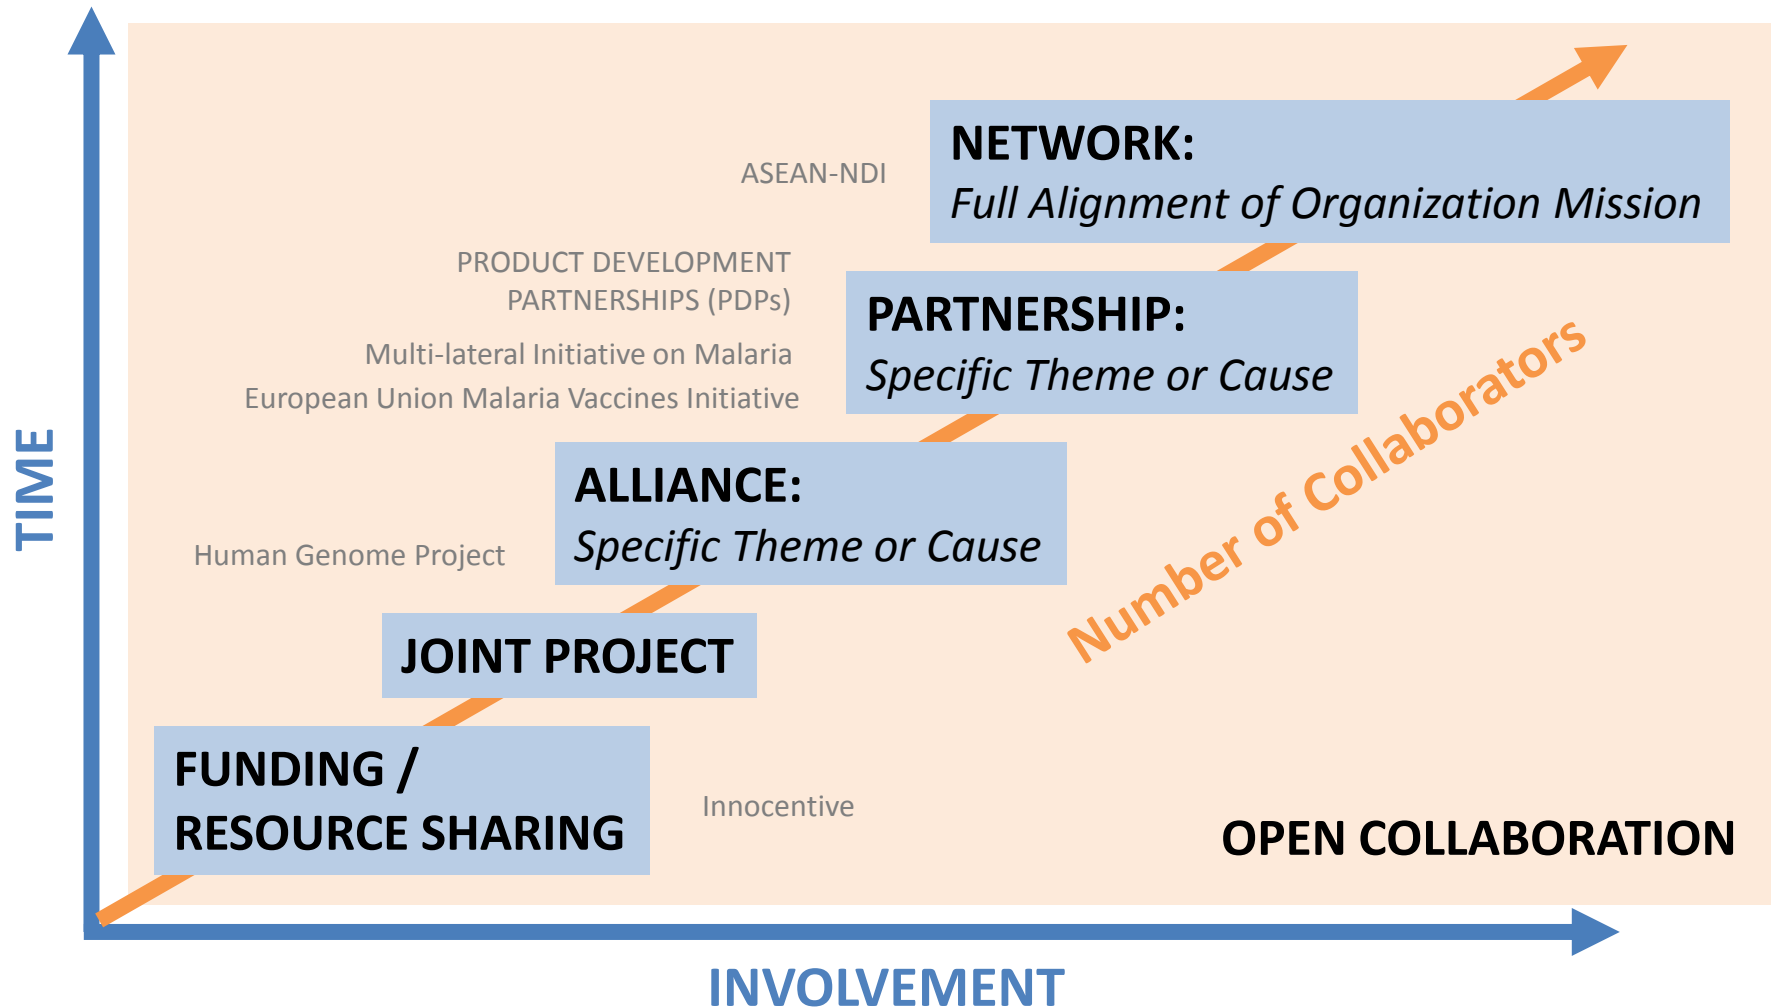 NETWORK:
Full Alignment of Organization Mission
ASEAN-NDI
PRODUCT DEVELOPMENT
PARTNERSHIPS (PDPs)
Multi-lateral Initiative on Malaria
European Union Malaria Vaccines Initiative
PARTNERSHIP:
Specific Theme or Cause
Number of Collaborators
TIME
ALLIANCE:
Specific Theme or Cause
Human Genome Project
JOINT PROJECT
FUNDING /
RESOURCE SHARING
Innocentive
OPEN COLLABORATION
INVOLVEMENT